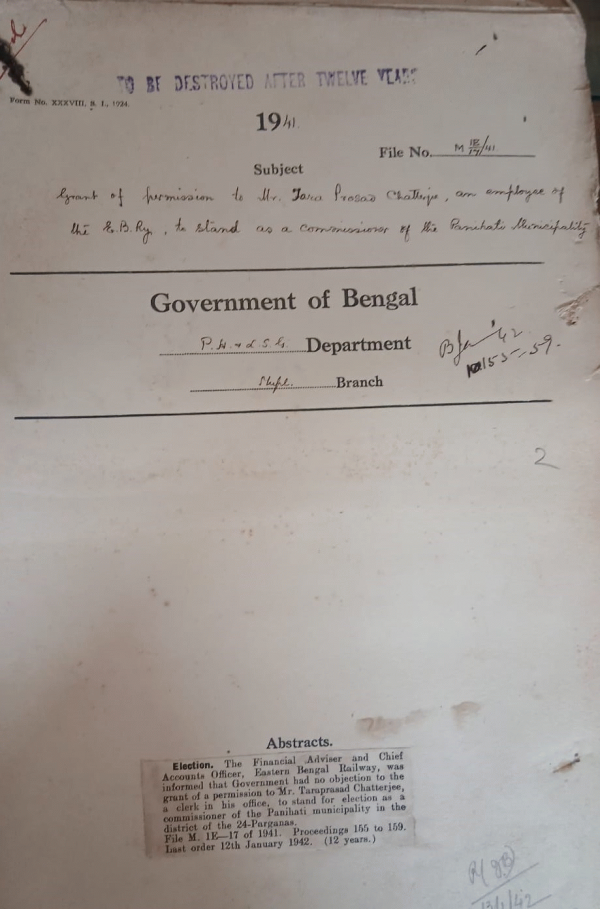 TO BE DESTROYED AFTER TWELVE YEARS
Form No. XXXVIII, B. I., 1924.
1941
File No. M 1E/17/41
Subject
Grant of permission to Mr. Tara Prosad Chatterje, an employee of
the E.B.Ry., to stand as a commissioner of the Panihati Municipality
Government of Bengal
P.H. & L.S.G. Department
Mupl. Branch
B Jan '42
155-59.
2
Abstracts.
Election. The Financial Adviser and Chief
Accounts Officer, Eastern Bengal Railway, was
informed that Government had no objection to the
grant of a permission to Mr. Taraprasad Chatterjee,
a clerk in his office, to stand for election as a
commissioner of the Panihati municipality in the
district of the 24-Parganas.
File M. 1E—17 of 1941. Proceedings 155 to 159.
Last order 12th January 1942. (12 years.)